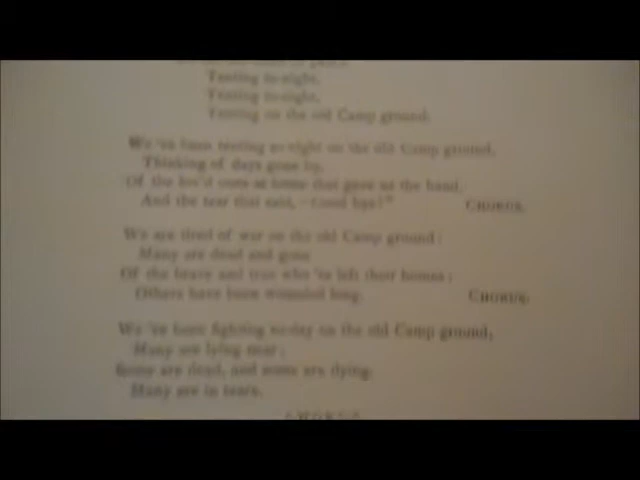 Tenting to-night,
Tenting to-night,
Tenting on the old Camp ground.
We 've been tenting to-night on the old Camp ground,
Thinking of days gone by,
Of the lov'd ones at home that gave us the hand,
And the tear that said, "Good bye!"
CHORUS.
We are tired of war on the old Camp ground;
Many are dead and gone
Of the brave and true who 've left their homes;
Others have been wounded long.
CHORUS.
We 've been fighting to-day on the old Camp ground,
Many are lying near;
Some are dead, and some are dying,
Many are in tears.
CHORUS